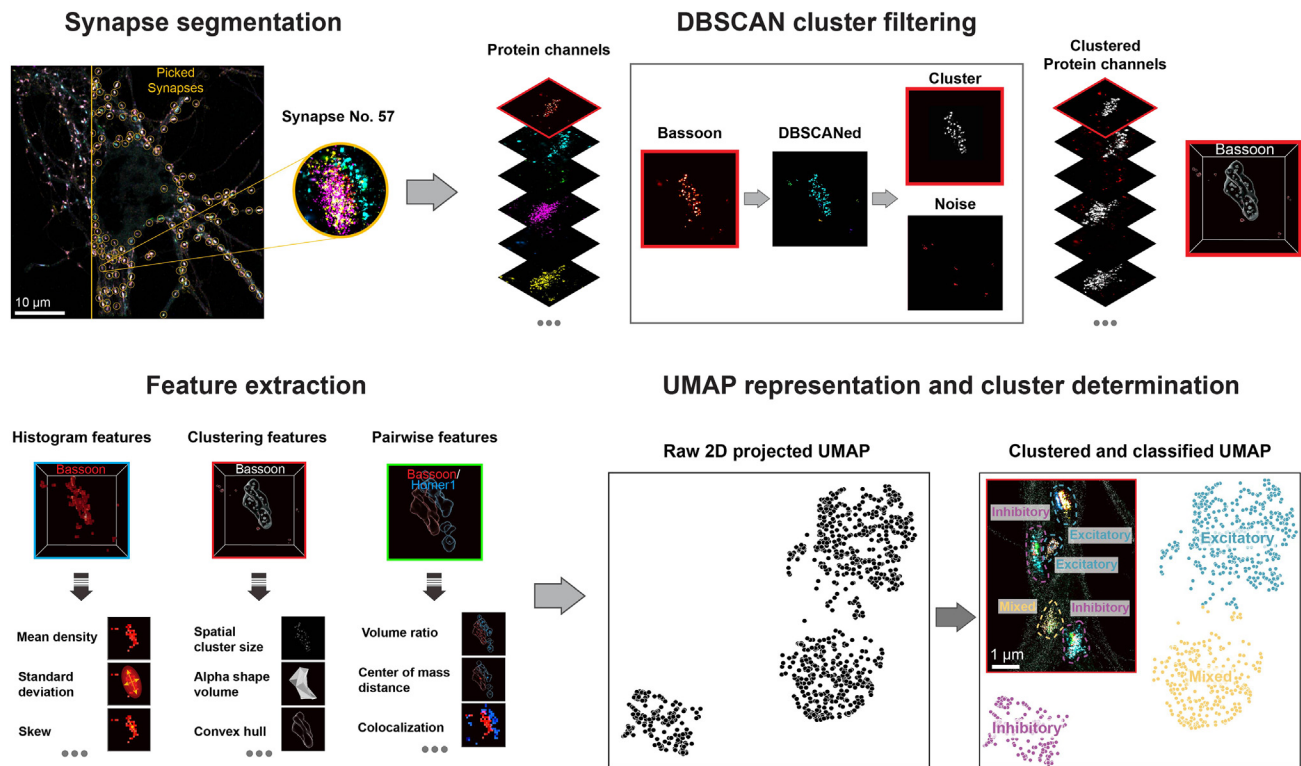 Synapse segmentation
DBSCAN cluster filtering
Picked
Synapses
Synapse No. 57
10 µm
Protein channels
Bassoon
DBSCANed
Cluster
Noise
Clustered
Protein channels
Bassoon
Feature extraction
UMAP representation and cluster determination
Histogram features
Clustering features
Pairwise features
Bassoon
Bassoon
Bassoon/
Homer1
Mean density
Standard
deviation
Skew
Spatial
cluster size
Alpha shape
volume
Convex hull
Volume ratio
Center of mass
distance
Colocalization
Raw 2D projected UMAP
Clustered and classified UMAP
Inhibitory
Excitatory
Excitatory
Mixed
Inhibitory
1 µm
Excitatory
Mixed
Inhibitory